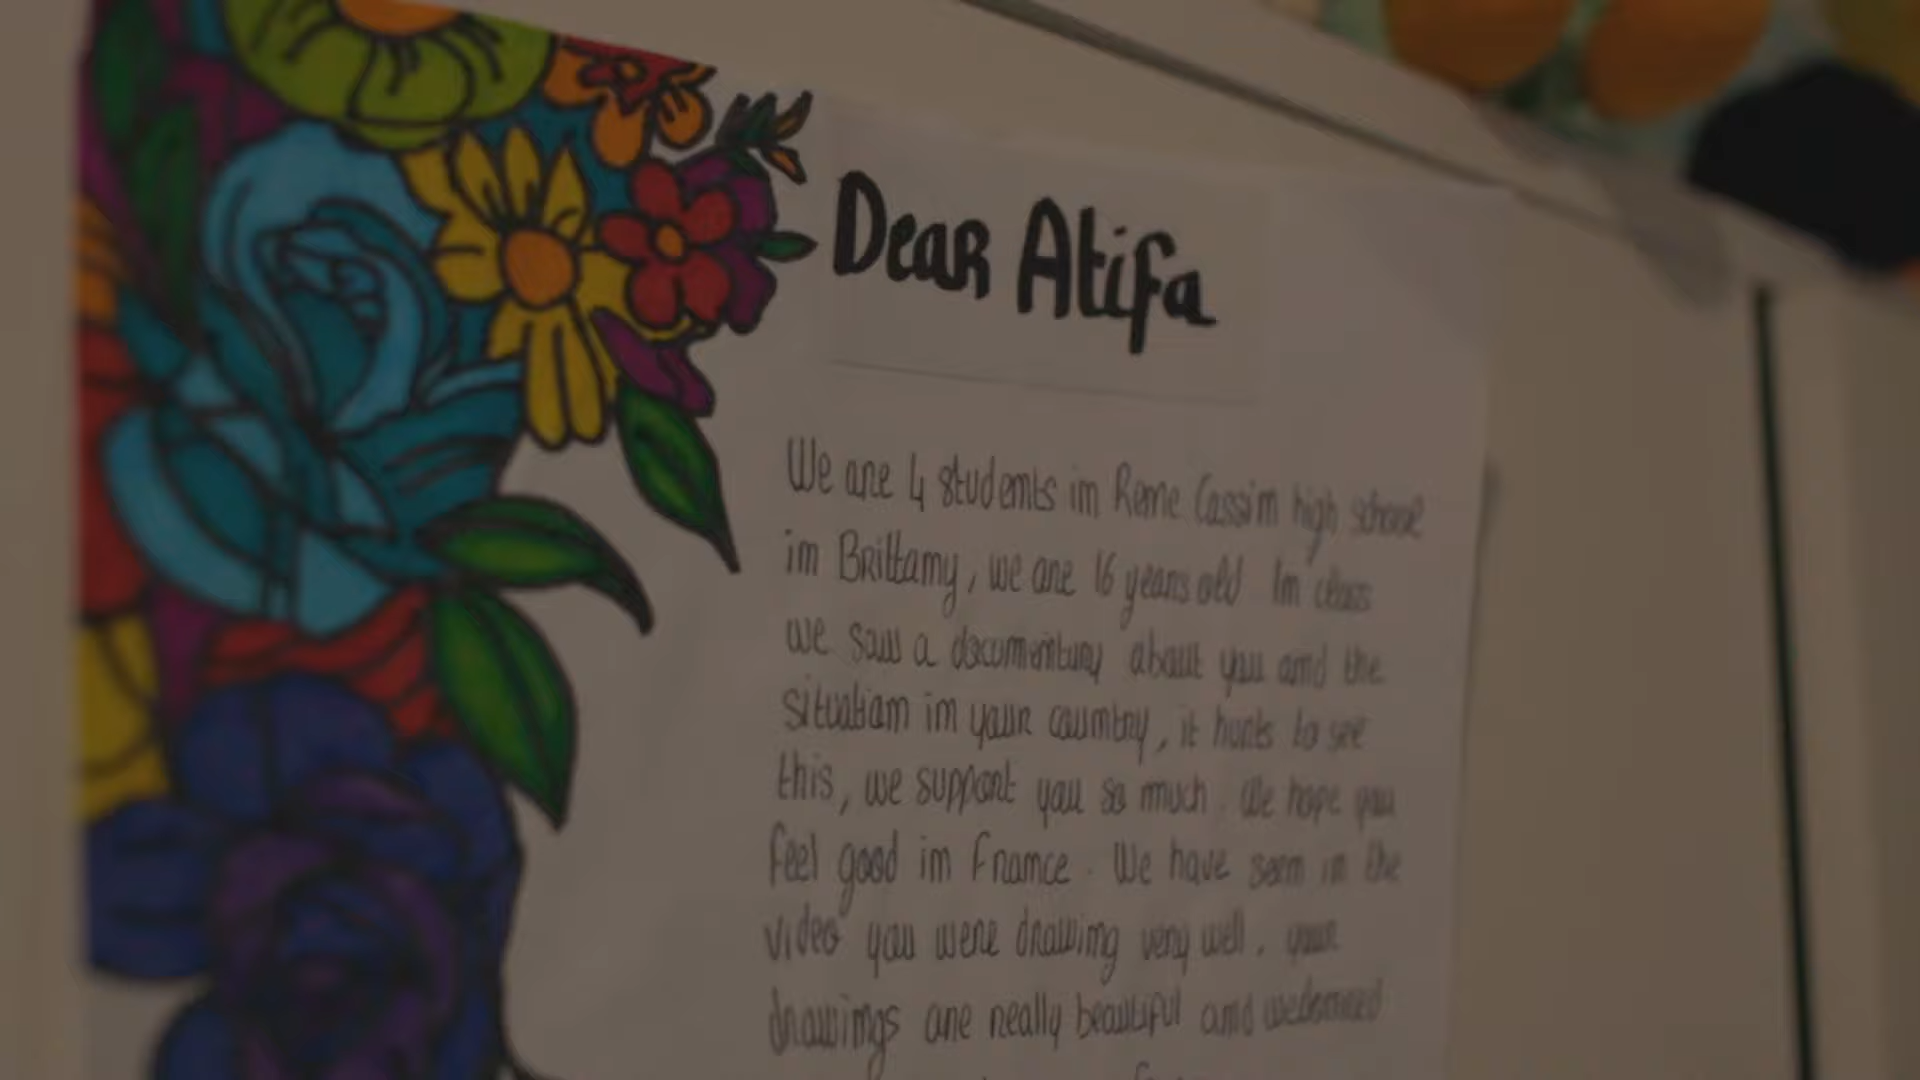 Dear Atifa
We are 4 students in Rene Cassin high school
in Brittany, we are 16 years old. In class
we saw a documentary about you and the
situation in your country, it hurts to see
this, we support you so much. We hope you
feel good in France. We have seen in the
video you were drawing very well. your
drawings are really beautiful and